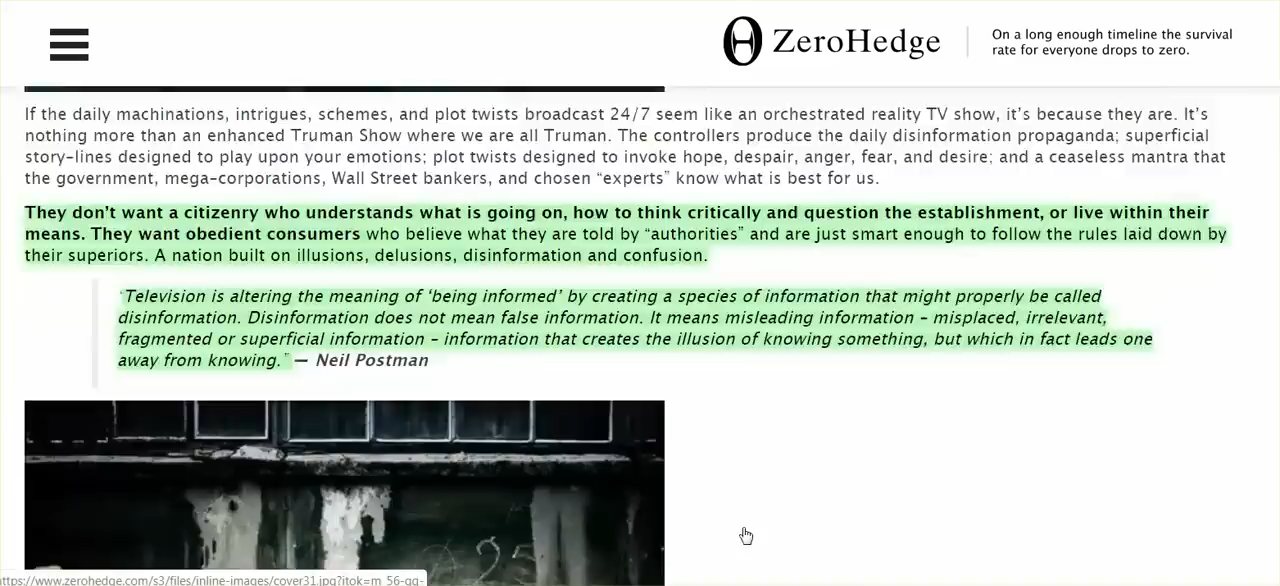 ZeroHedge
On a long enough timeline the survival
rate for everyone drops to zero.
If the daily machinations, intrigues, schemes, and plot twists broadcast 24/7 seem like an orchestrated reality TV show, it’s because they are. It’s
nothing more than an enhanced Truman Show where we are all Truman. The controllers produce the daily disinformation propaganda; superficial
story-lines designed to play upon your emotions; plot twists designed to invoke hope, despair, anger, fear, and desire; and a ceaseless mantra that
the government, mega-corporations, Wall Street bankers, and chosen “experts” know what is best for us.
They don’t want a citizenry who understands what is going on, how to think critically and question the establishment, or live within their
means. They want obedient consumers who believe what they are told by “authorities” and are just smart enough to follow the rules laid down by
their superiors. A nation built on illusions, delusions, disinformation and confusion.
“Television is altering the meaning of ‘being informed’ by creating a species of information that might properly be called
disinformation. Disinformation does not mean false information. It means misleading information – misplaced, irrelevant,
fragmented or superficial information – information that creates the illusion of knowing something, but which in fact leads one
away from knowing.” — Neil Postman
https://www.zerohedge.com/s3/files/inline-images/cover31.jpg?itok=m_56-gq-